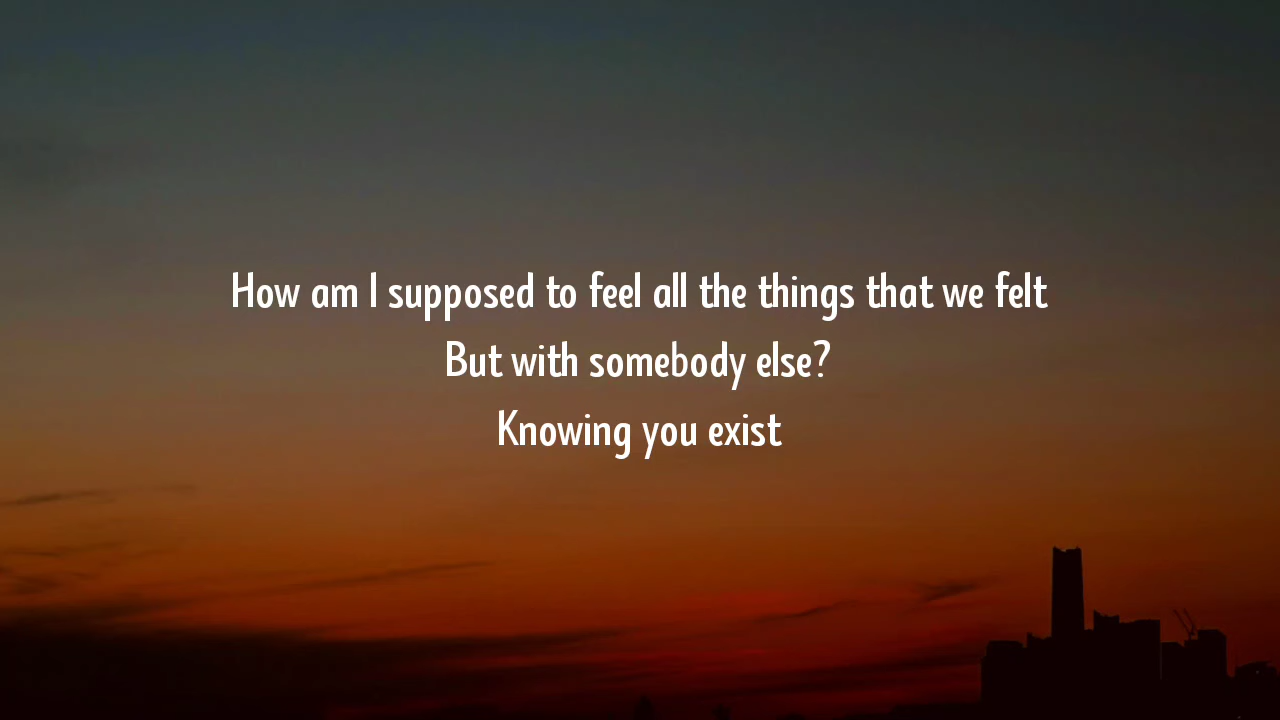 How am I supposed to feel all the things that we felt
But with somebody else?
Knowing you exist